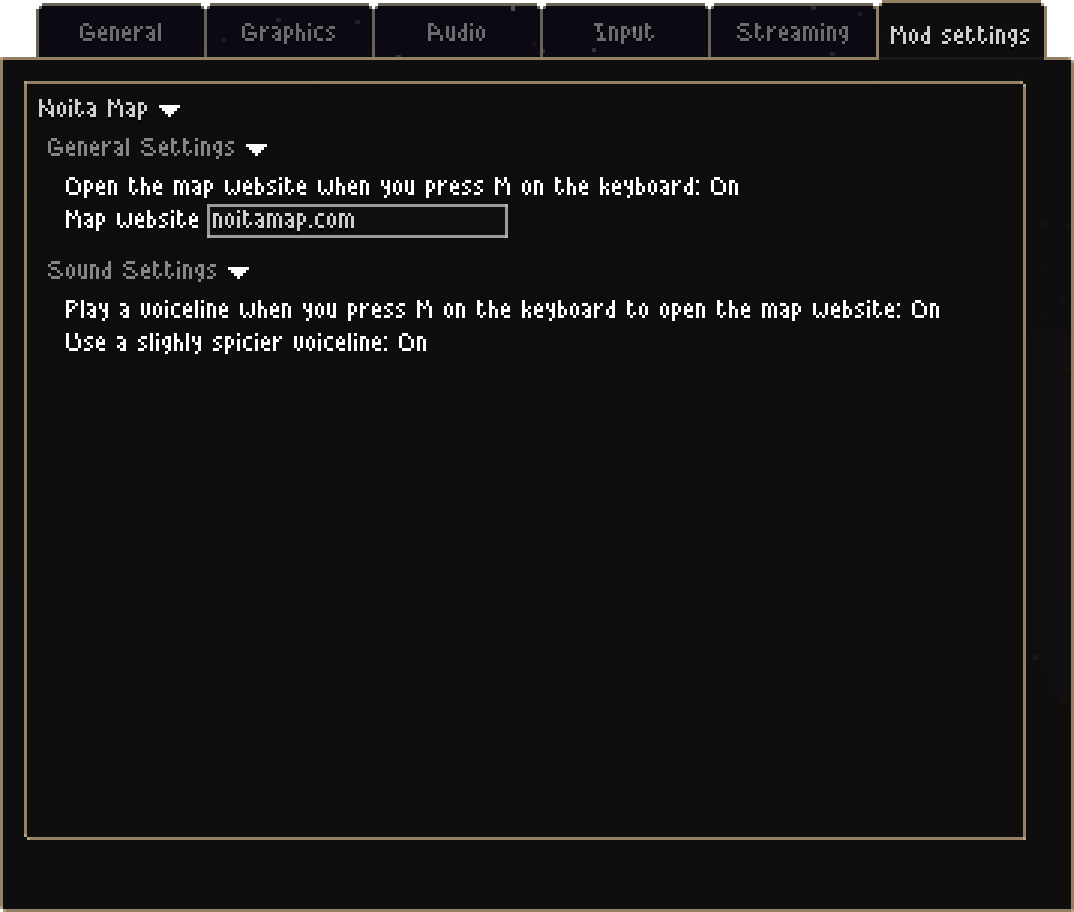 General Graphics Audio Input Streaming Mod settings
Noita Map
General Settings
Open the map website when you press M on the keyboard: On
Map website noitamap.com
Sound Settings
Play a voiceline when you press M on the keyboard to open the map website: On
Use a slighly spicier voiceline: On